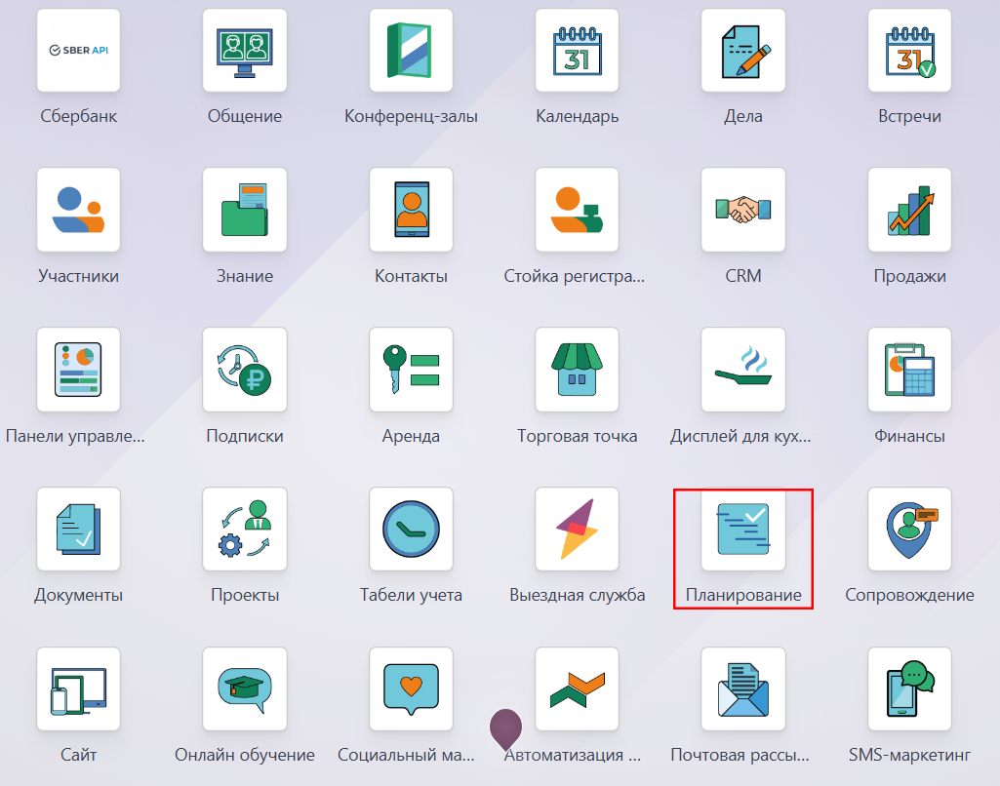 SBER API
Сбербанк
Общение
Конференц-залы
31
Календарь
Дела
31
Встречи
Участники
Знание
Контакты
Стойка регистра...
CRM
Продажи
Панели управле...
Подписки
Аренда
Торговая точка
Дисплей для кух...
Финансы
Документы
Проекты
Табели учета
Выездная служба
Планирование
Сопровождение
Сайт
Онлайн обучение
Социальный ма...
Автоматизация ...
Почтовая рассы...
SMS-маркетинг